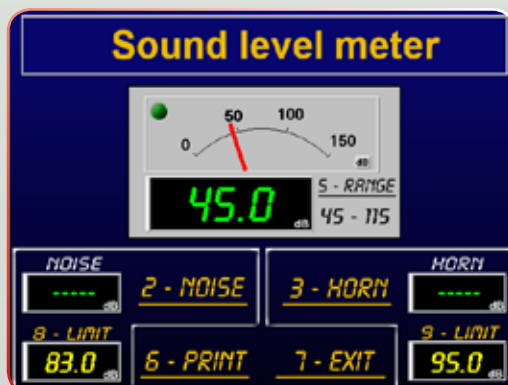 Sound level meter
0 50 100 150
dB
45.0 dB
5 - RANGE
45 - 115
NOISE
----- dB
2 - NOISE
3 - HORN
HORN
----- dB
8 - LIMIT
83.0 dB
6 - PRINT
7 - EXIT
9 - LIMIT
95.0 dB